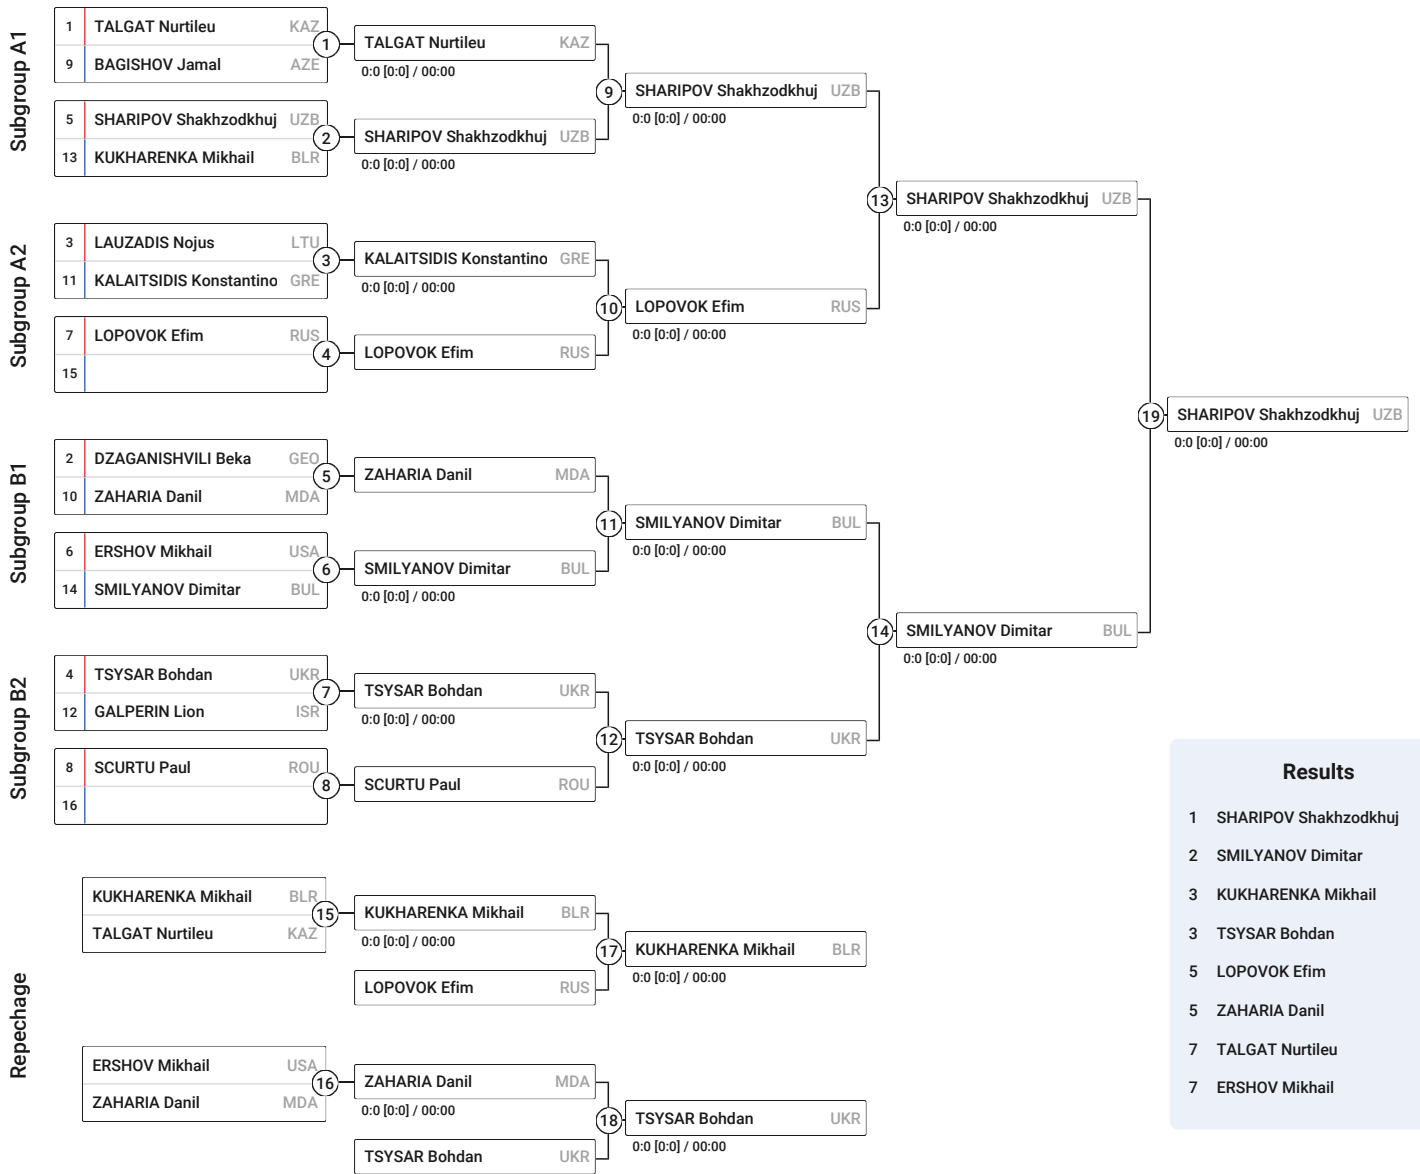 Subgroup A1
1 TALGAT Nurtileu KAZ
9 BAGISHOV Jamal AZE
1
5 SHARIPOV Shakhzodkhuj UZB
13 KUKHARENKA Mikhail BLR
2
TALGAT Nurtileu KAZ
0:0 [0:0] / 00:00
SHARIPOV Shakhzodkhuj UZB
0:0 [0:0] / 00:00
9
SHARIPOV Shakhzodkhuj UZB
0:0 [0:0] / 00:00
Subgroup A2
3 LAUZADIS Nojus LTU
11 KALAITSIDIS Konstantino GRE
3
7 LOPOVOK Efim RUS
15
4
KALAITSIDIS Konstantino GRE
0:0 [0:0] / 00:00
LOPOVOK Efim RUS
10
LOPOVOK Efim RUS
0:0 [0:0] / 00:00
13
SHARIPOV Shakhzodkhuj UZB
0:0 [0:0] / 00:00
Subgroup B1
2 DZAGANISHVILI Beka GEO
10 ZAHARIA Danil MDA
5
6 ERSHOV Mikhail USA
14 SMILYANOV Dimitar BUL
6
ZAHARIA Danil MDA
0:0 [0:0] / 00:00
SMILYANOV Dimitar BUL
0:0 [0:0] / 00:00
11
SMILYANOV Dimitar BUL
0:0 [0:0] / 00:00
Subgroup B2
4 TSYSAR Bohdan UKR
12 GALPERIN Lion ISR
7
8 SCURTU Paul ROU
16
8
TSYSAR Bohdan UKR
0:0 [0:0] / 00:00
SCURTU Paul ROU
12
TSYSAR Bohdan UKR
0:0 [0:0] / 00:00
14
SMILYANOV Dimitar BUL
0:0 [0:0] / 00:00
19
SHARIPOV Shakhzodkhuj UZB
0:0 [0:0] / 00:00
Repechage
KUKHARENKA Mikhail BLR
TALGAT Nurtileu KAZ
15
KUKHARENKA Mikhail BLR
0:0 [0:0] / 00:00
LOPOVOK Efim RUS
17
KUKHARENKA Mikhail BLR
0:0 [0:0] / 00:00
ERSHOV Mikhail USA
ZAHARIA Danil MDA
16
ZAHARIA Danil MDA
0:0 [0:0] / 00:00
TSYSAR Bohdan UKR
18
TSYSAR Bohdan UKR
0:0 [0:0] / 00:00
Results
1 SHARIPOV Shakhzodkhuj
2 SMILYANOV Dimitar
3 KUKHARENKA Mikhail
3 TSYSAR Bohdan
5 LOPOVOK Efim
5 ZAHARIA Danil
7 TALGAT Nurtileu
7 ERSHOV Mikhail